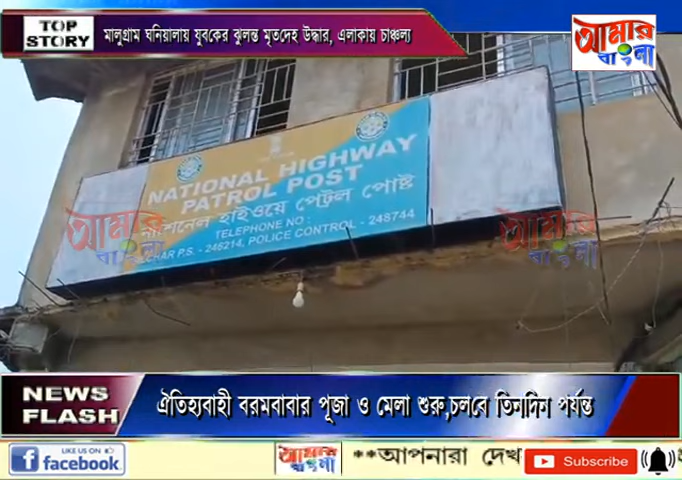 TOP STORY
মালুগ্রাম ঘনিয়ালায় যুবকের ঝুলন্ত মৃতদেহ উদ্ধার, এলাকায় চাঞ্চল্য
আমার
বাংলা
NATIONAL HIGHWAY
PATROL POST
ন্যাশনেল হাইওয়ে পেট্রল পোষ্ট
TELEPHONE NO :
P.S. - 246214, POLICE CONTROL - 248744
আমার
বাংলা
আমার
বাংলা
NEWS FLASH
ঐতিহ্যবাহী বরমবাবার পূজা ও মেলা শুরু,চলবে তিনদিন পর্যন্ত
LIKE US ON
facebook
আমার
বাংলা
**আপনারা দেখ
Subscribe